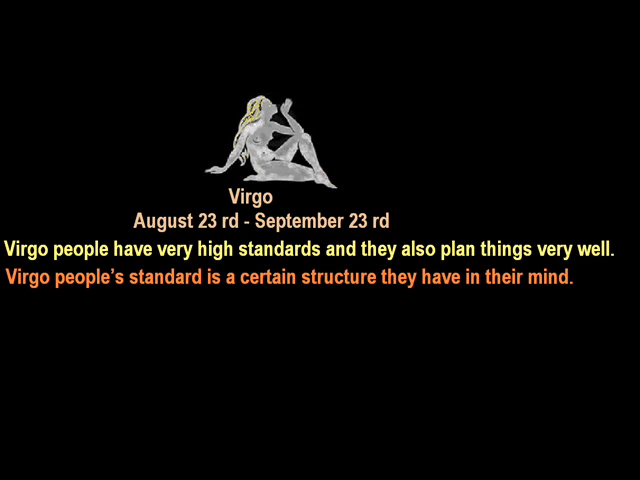 Virgo
August 23 rd - September 23 rd
Virgo people have very high standards and they also plan things very well.
Virgo people's standard is a certain structure they have in their mind.